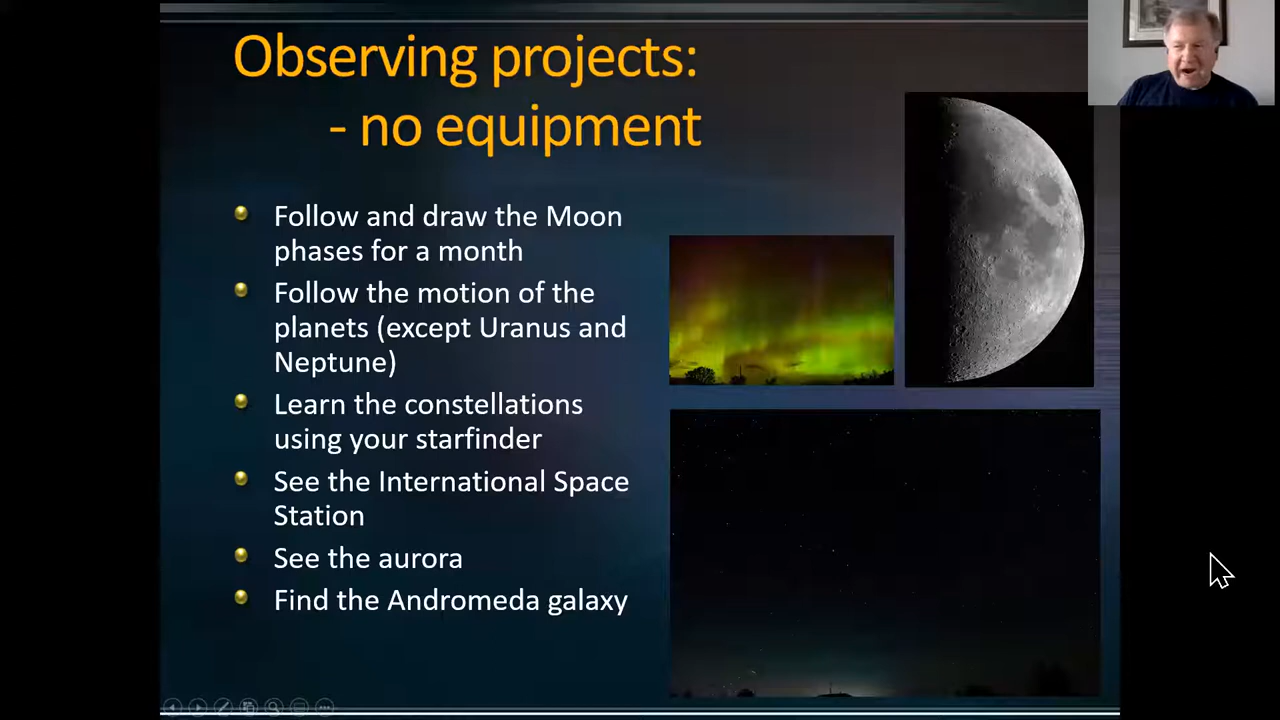 Observing projects:
- no equipment
Follow and draw the Moon
phases for a month
Follow the motion of the
planets (except Uranus and
Neptune)
Learn the constellations
using your starfinder
See the International Space
Station
See the aurora
Find the Andromeda galaxy